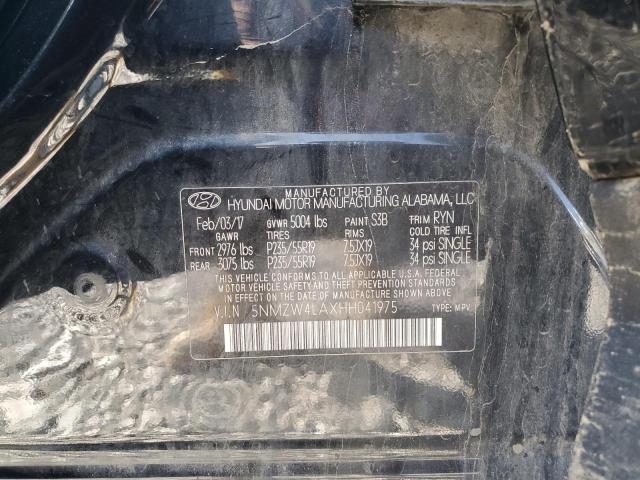 MANUFACTURED BY
HYUNDAI MOTOR MANUFACTURING ALABAMA, LLC
Feb/03/17 GVWR 5004 lbs PAINT S3B TRIM RYN
GAWR TIRES RIMS COLD TIRE INFL
FRONT 2976 lbs P235/55R19 7.5JX19 34 psi SINGLE
REAR 3075 lbs P235/55R19 7.5JX19 34 psi SINGLE
THIS VEHICLE CONFORMS TO ALL APPLICABLE U.S.A. FEDERAL
MOTOR VEHICLE SAFETY AND THEFT PREVENTION STANDARDS
IN EFFECT ON THE DATE OF MANUFACTURE SHOWN ABOVE.
V.I.N 5NMZW4LAXHH041975 TYPE: MPV